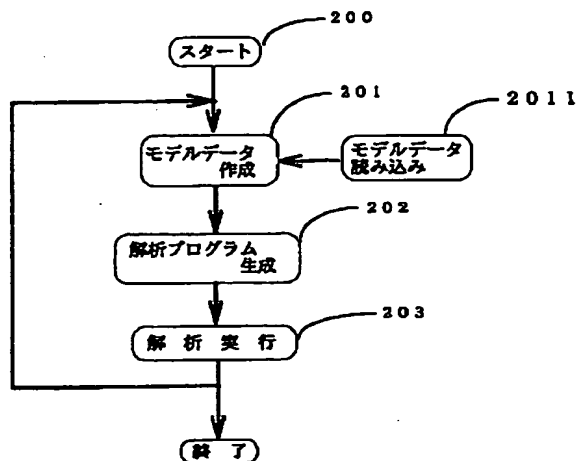 200
スタート
201
2011
モデルデータ
作成
モデルデータ
読み込み
202
解析プログラム
生成
203
解 析 実 行
終 了